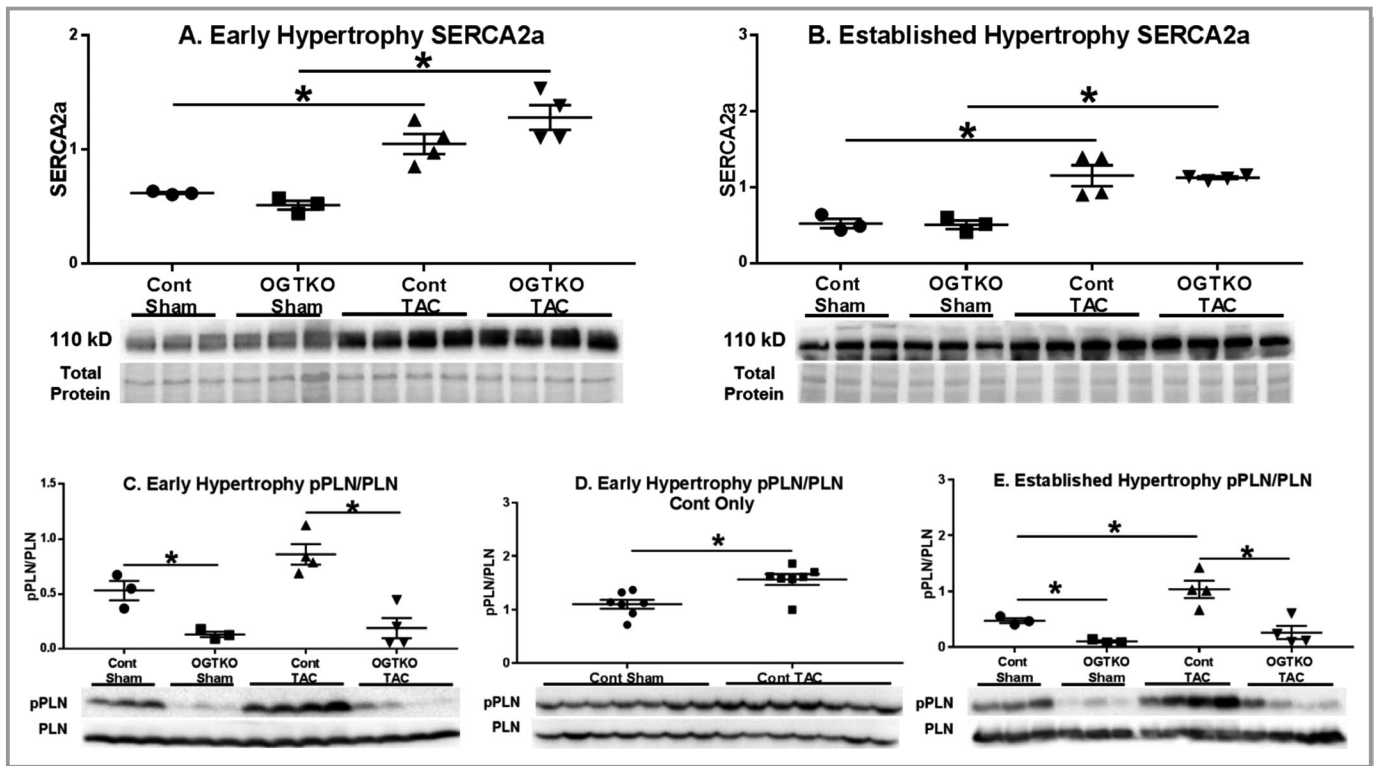 A. Early Hypertrophy SERCA2a
SERCA2a
2
1
0
*
*
Cont Sham
OGTKO Sham
Cont TAC
OGTKO TAC
110 kD
Total Protein
B. Established Hypertrophy SERCA2a
SERCA2a
3
2
1
0
*
*
Cont Sham
OGTKO Sham
Cont TAC
OGTKO TAC
110 kD
Total Protein
C. Early Hypertrophy pPLN/PLN
pPLN/PLN
1.5
1.0
0.5
0.0
*
*
Cont Sham
OGTKO Sham
Cont TAC
OGTKO TAC
pPLN
PLN
D. Early Hypertrophy pPLN/PLN
Cont Only
pPLN/PLN
3
2
1
0
*
Cont Sham
Cont TAC
pPLN
PLN
E. Established Hypertrophy pPLN/PLN
pPLN/PLN
3
2
1
0
*
*
*
Cont Sham
OGTKO Sham
Cont TAC
OGTKO TAC
pPLN
PLN